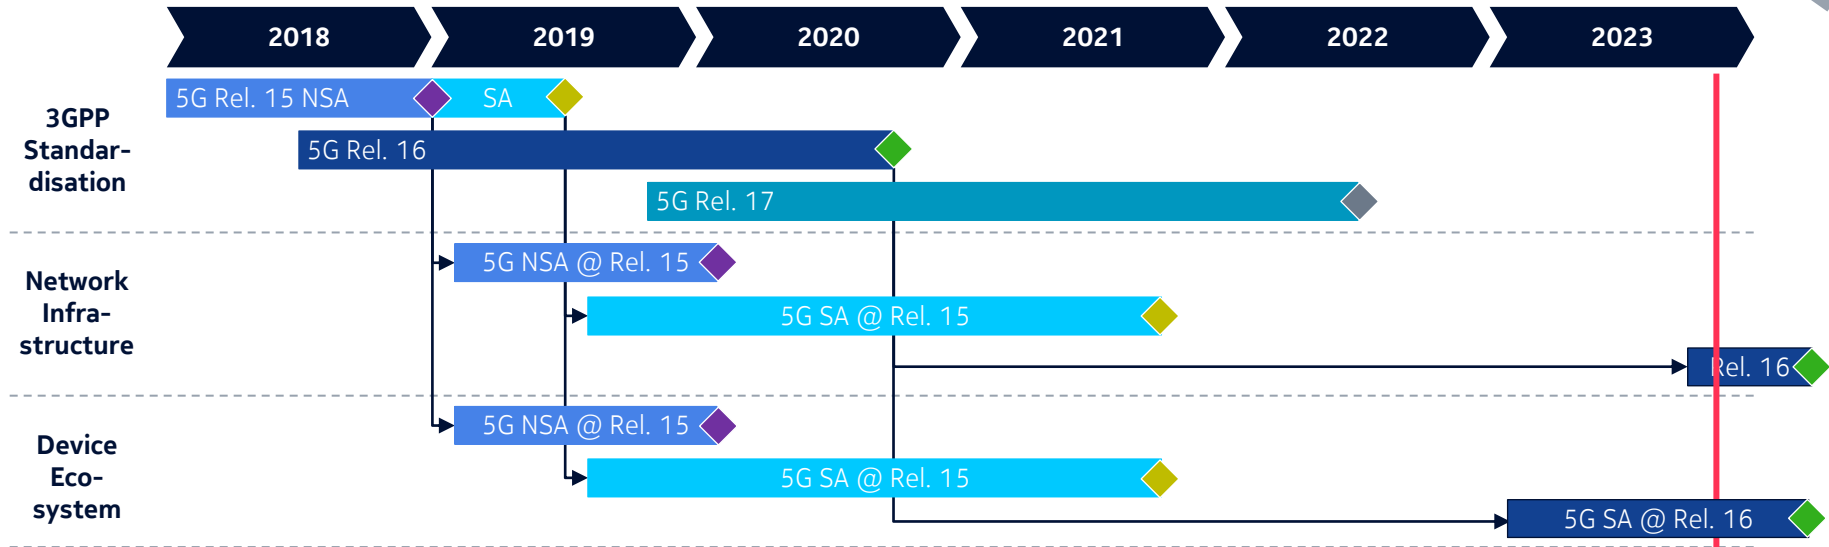 2018 2019 2020 2021 2022 2023
3GPP
Standar-
disation
5G Rel. 15 NSA
SA
5G Rel. 16
5G Rel. 17
Network
Infra-
structure
5G NSA @ Rel. 15
5G SA @ Rel. 15
Rel. 16
Device
Eco-
system
5G NSA @ Rel. 15
5G SA @ Rel. 15
5G SA @ Rel. 16